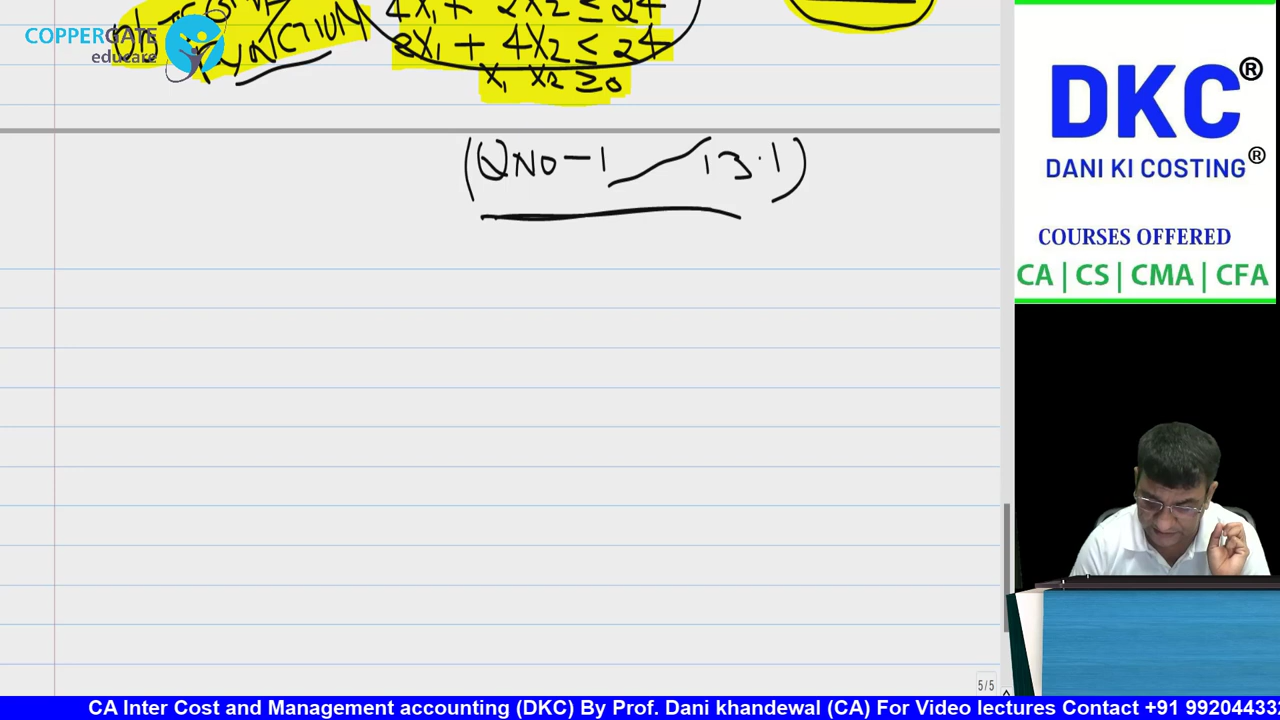 COPPERGATE
educare
FUNCTION
4X₁ + 2X₂ ≤ 24
2X₁ + 4X₂ ≤ 24
X₁ X₂ ≥ 0
(QNO-1 / 13.1)
DKC®
DANI KI COSTING®
COURSES OFFERED
CA | CS | CMA | CFA
5/5
CA Inter Cost and Management accounting (DKC) By Prof. Dani khandewal (CA) For Video lectures Contact +91 99204433